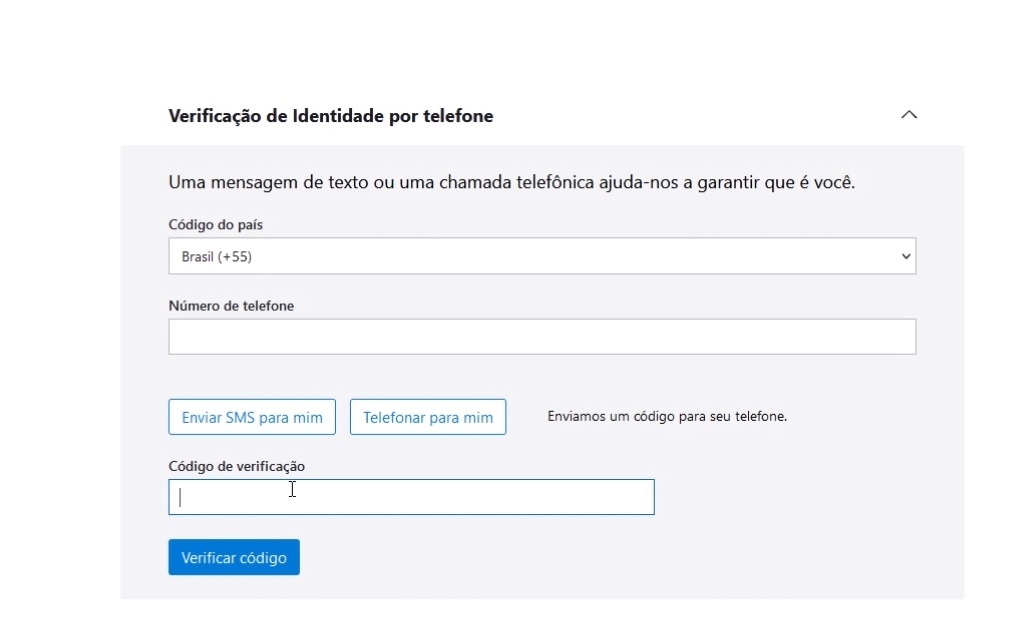 Verificação de Identidade por telefone
Uma mensagem de texto ou uma chamada telefônica ajuda-nos a garantir que é você.
Código do país
Brasil (+55)
Número de telefone
Enviar SMS para mim
Telefonar para mim
Enviamos um código para seu telefone.
Código de verificação
Verificar código